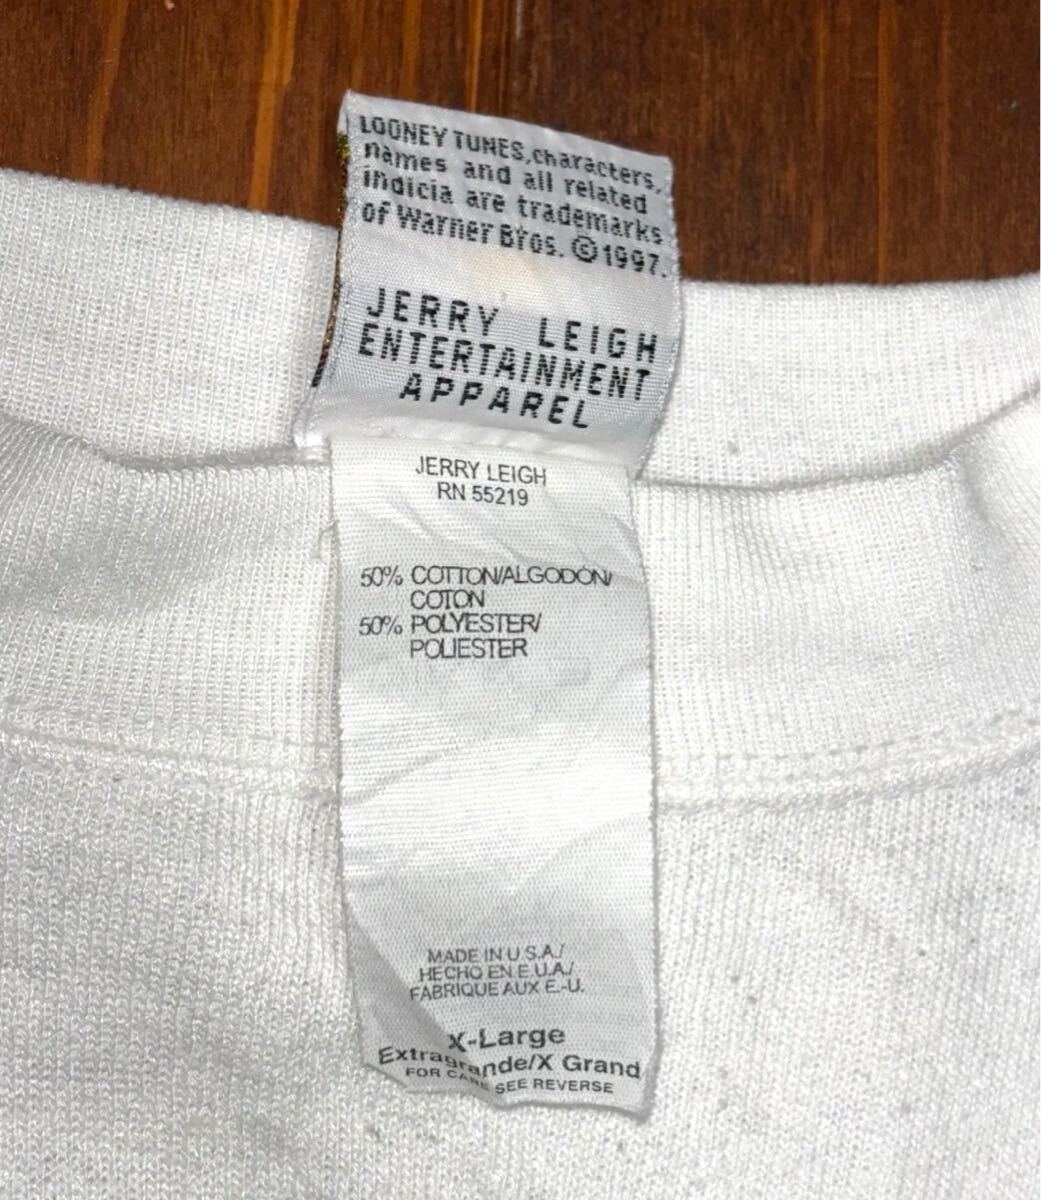 LOONEY TUNES, characters,
names and all related
indicia are trademarks
of Warner Bros. ©1997.
JERRY LEIGH
ENTERTAINMENT
APPAREL
JERRY LEIGH
RN 55219
50% COTTON/ALGODON/
COTON
50% POLYESTER/
POLIESTER
MADE IN U.S.A./
HECHO EN E.U.A./
FABRIQUE AUX E.-U.
X-Large
Extragrande/X Grand
FOR CARE SEE REVERSE